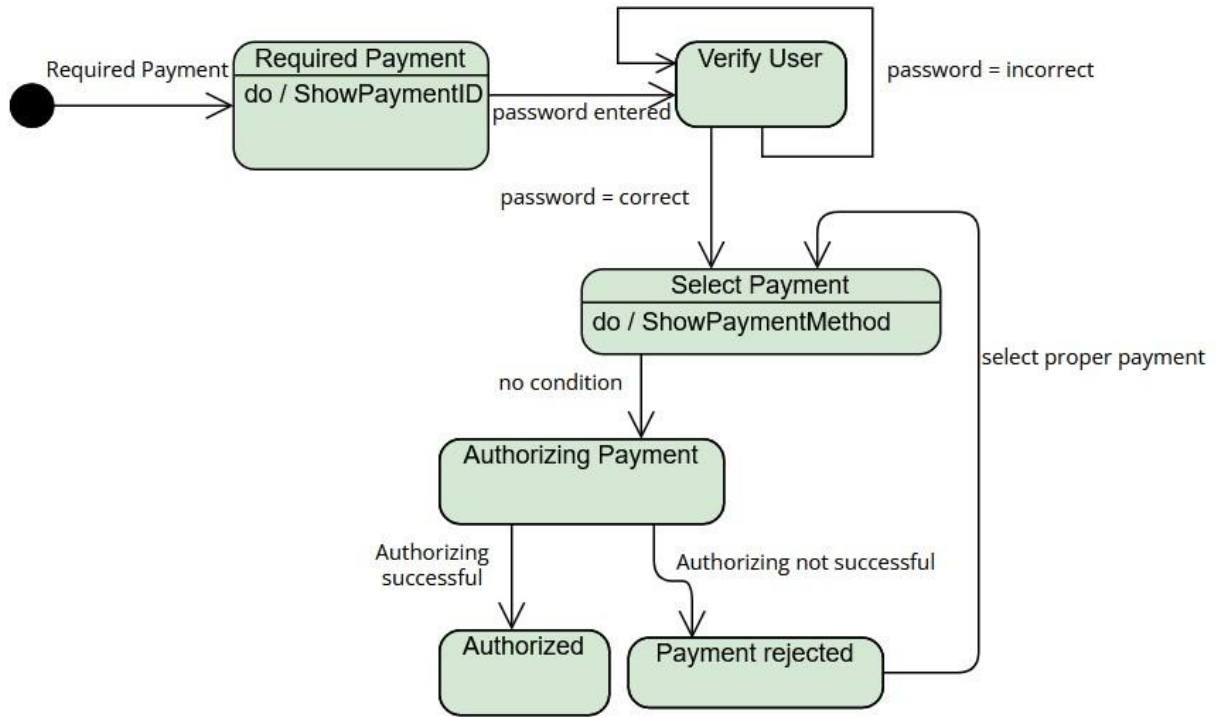 Required Payment
Required Payment
do / ShowPaymentID
password entered
Verify User
password = incorrect
password = correct
Select Payment
do / ShowPaymentMethod
select proper payment
no condition
Authorizing Payment
Authorizing
successful
Authorizing not successful
Authorized
Payment rejected